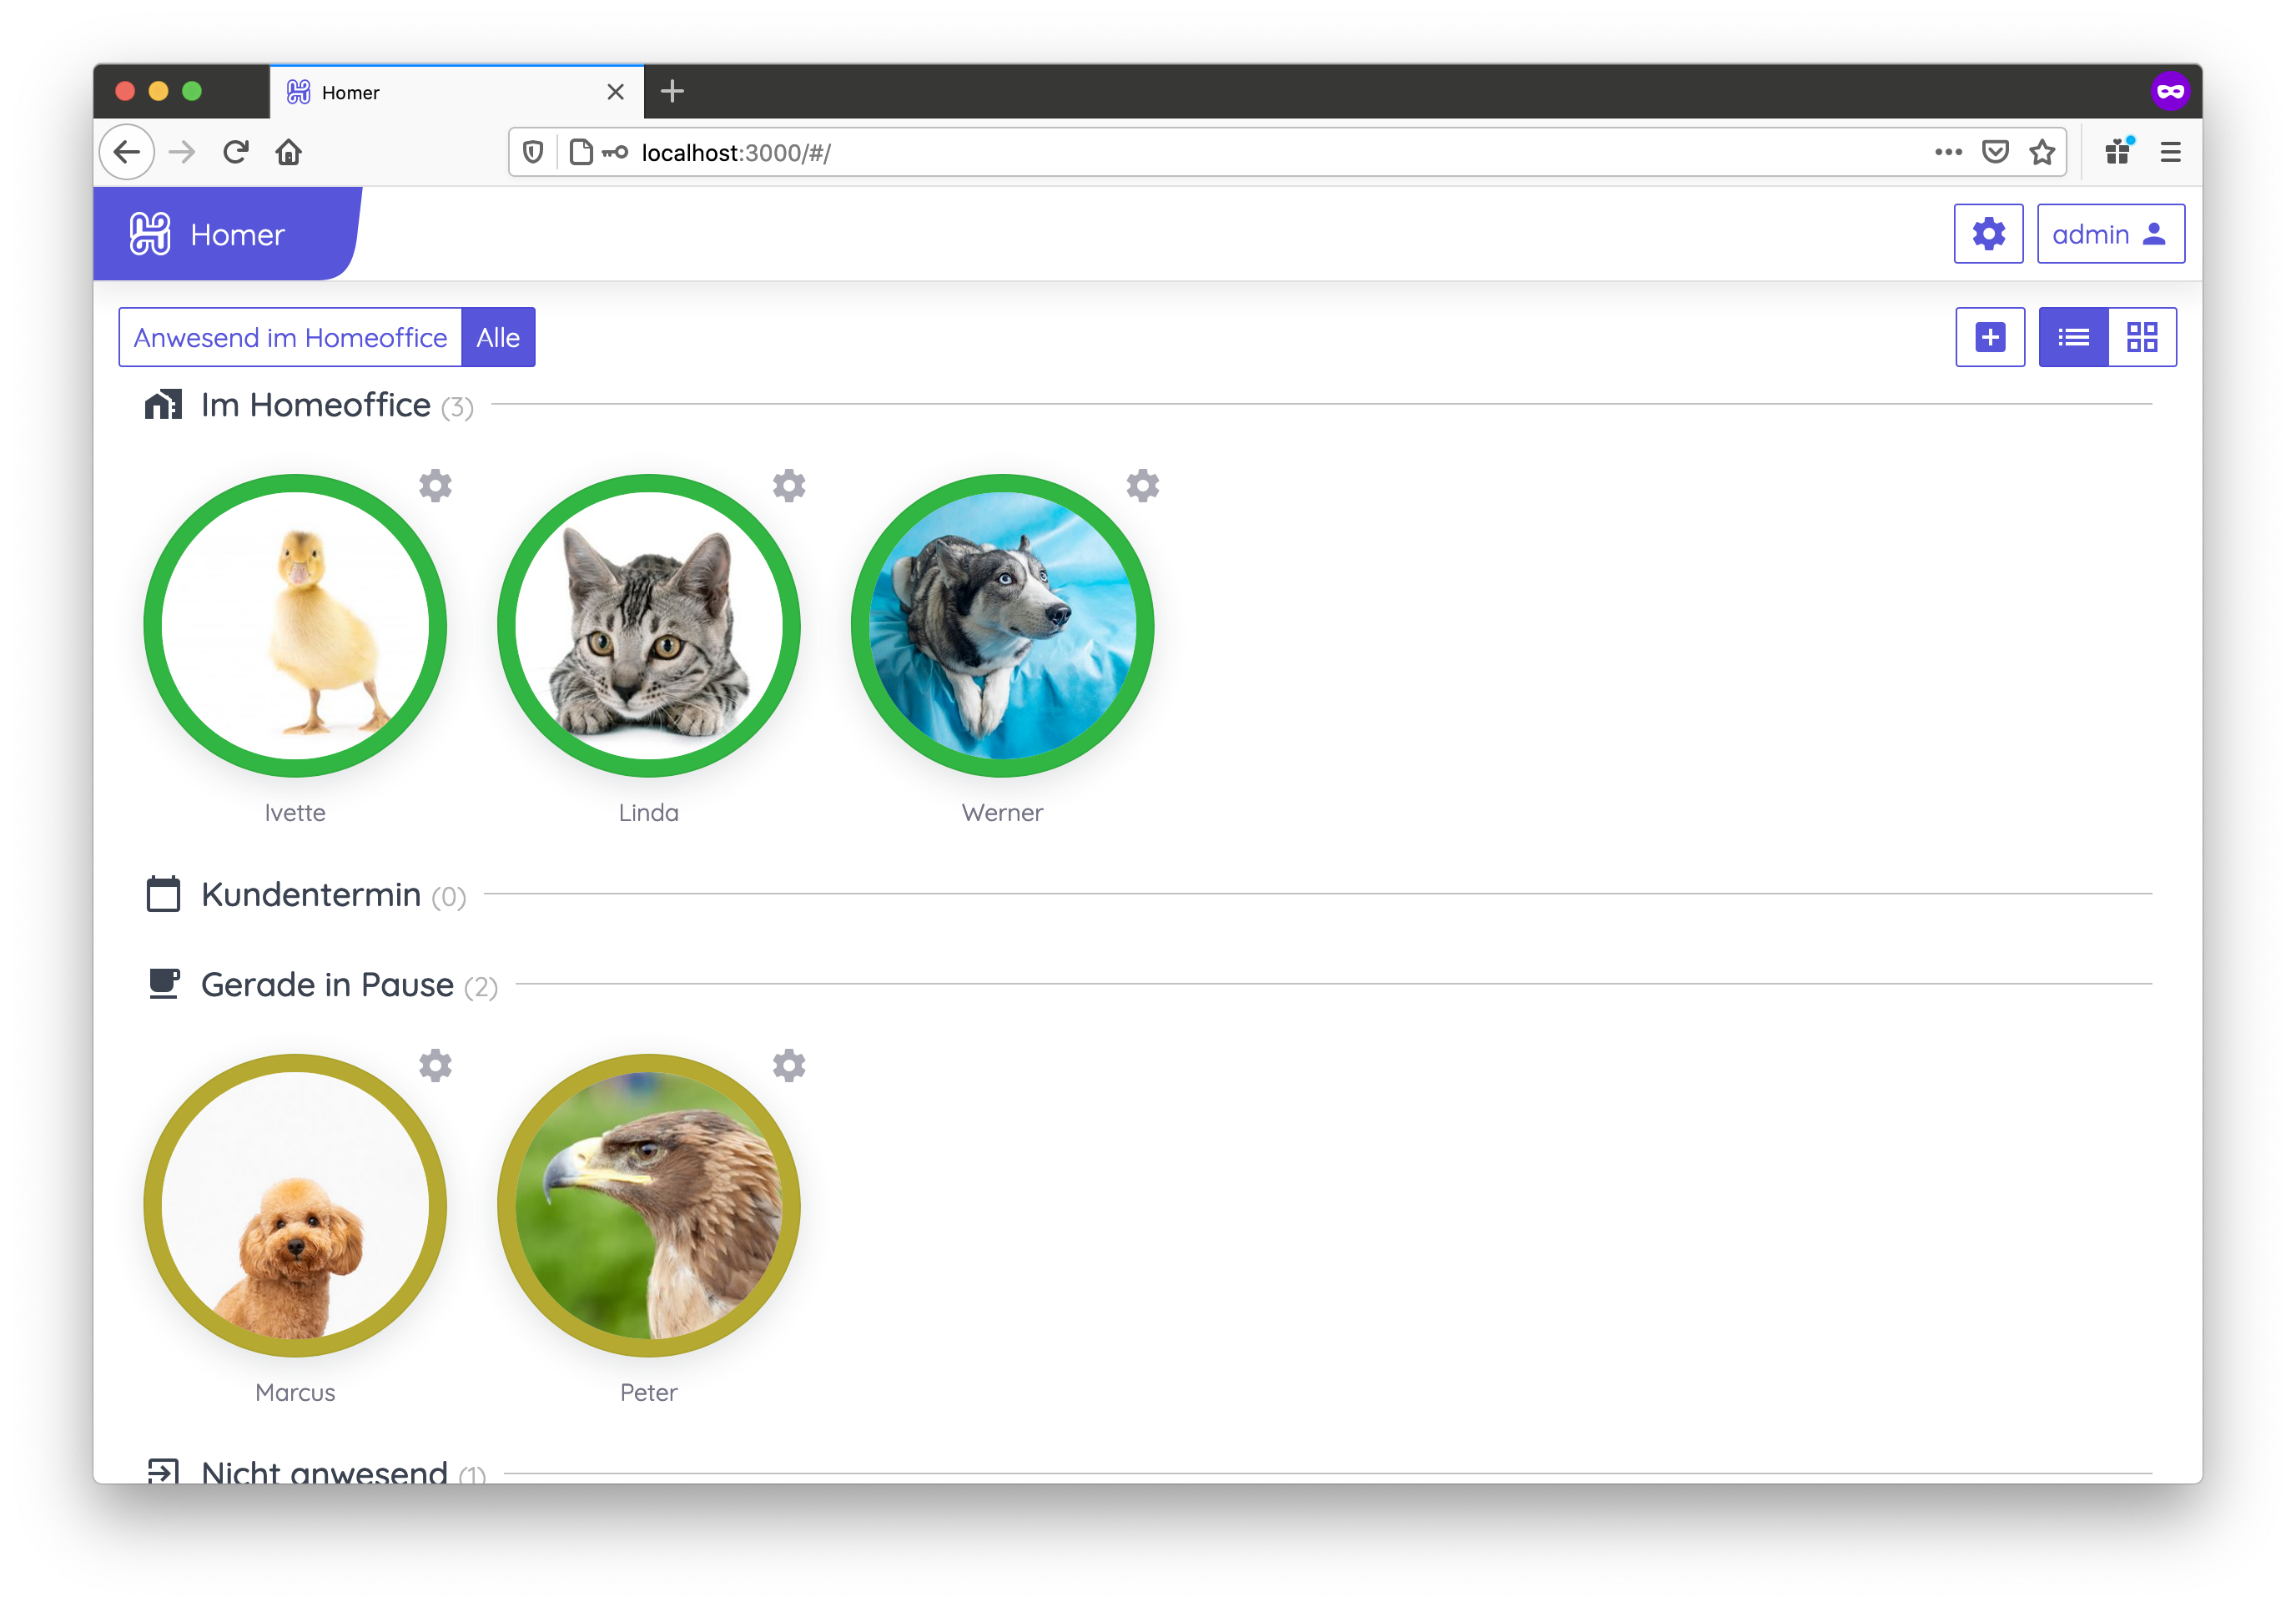 Homer
localhost:3000/#/
Homer
admin
Anwesend im Homeoffice Alle
Im Homeoffice (3)
Ivette Linda Werner
Kundentermin (0)
Gerade in Pause (2)
Marcus Peter
Nicht anwesend (1)